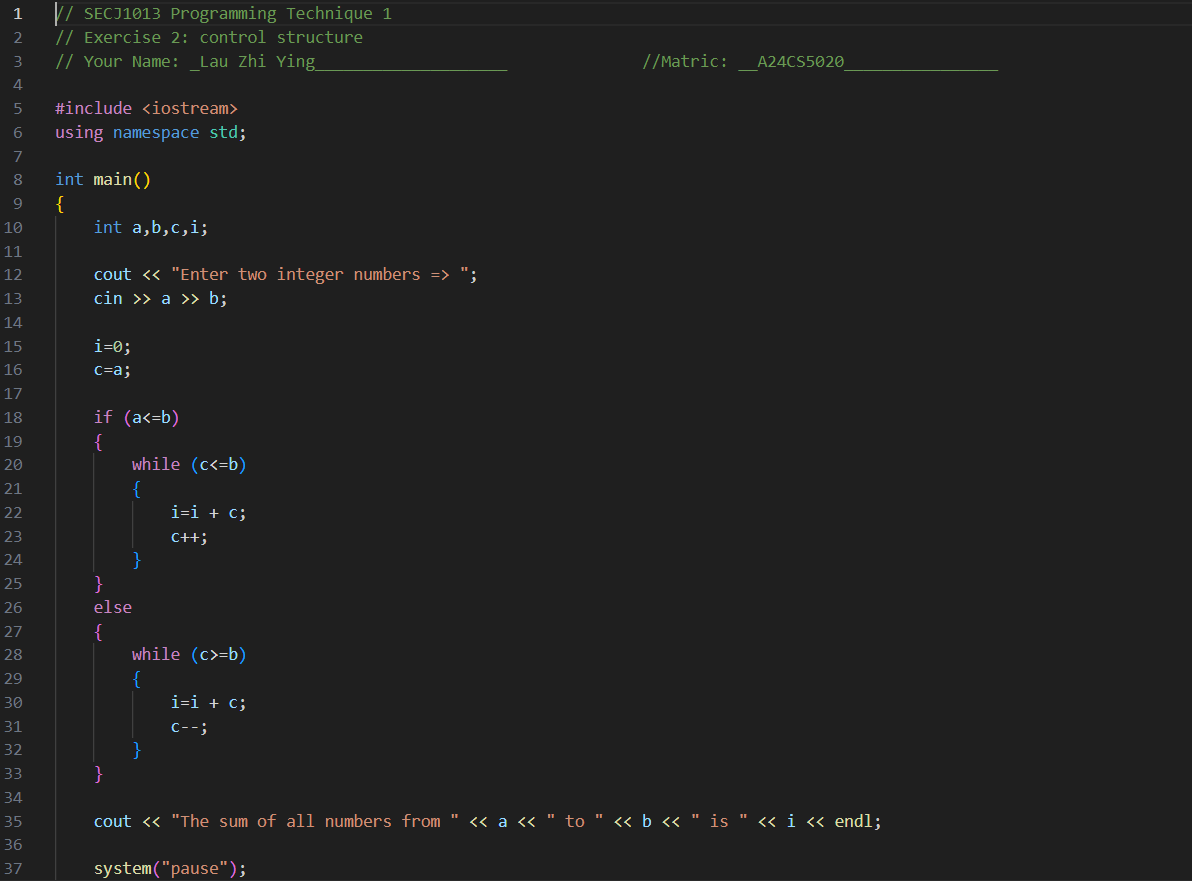 1 // SECJ1013 Programming Technique 1
2 // Exercise 2: control structure
3 // Your Name: _Lau Zhi Ying____________________ //Matric: __A24CS5020________________
4
5 #include <iostream>
6 using namespace std;
7
8 int main()
9 {
10 int a,b,c,i;
11
12 cout << "Enter two integer numbers => ";
13 cin >> a >> b;
14
15 i=0;
16 c=a;
17
18 if (a<=b)
19 {
20 while (c<=b)
21 {
22 i=i + c;
23 c++;
24 }
25 }
26 else
27 {
28 while (c>=b)
29 {
30 i=i + c;
31 c--;
32 }
33 }
34
35 cout << "The sum of all numbers from " << a << " to " << b << " is " << i << endl;
36
37 system("pause");